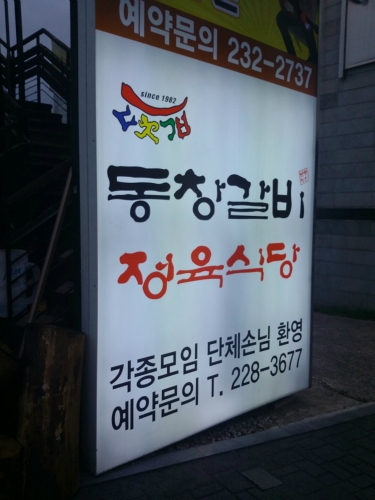 예약문의 232-2737
since 1982
동창갈비
정육식당
각종모임 단체손님 환영
예약문의 T. 228-3677